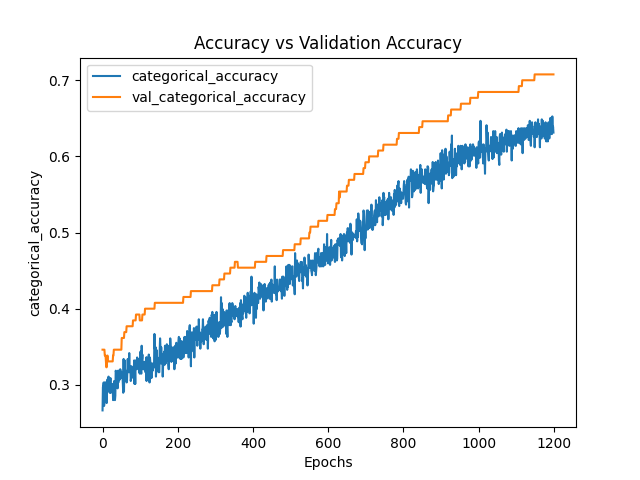 Accuracy vs Validation Accuracy
categorical_accuracy
val_categorical_accuracy
categorical_accuracy
0.7
0.6
0.5
0.4
0.3
0 200 400 600 800 1000 1200
Epochs